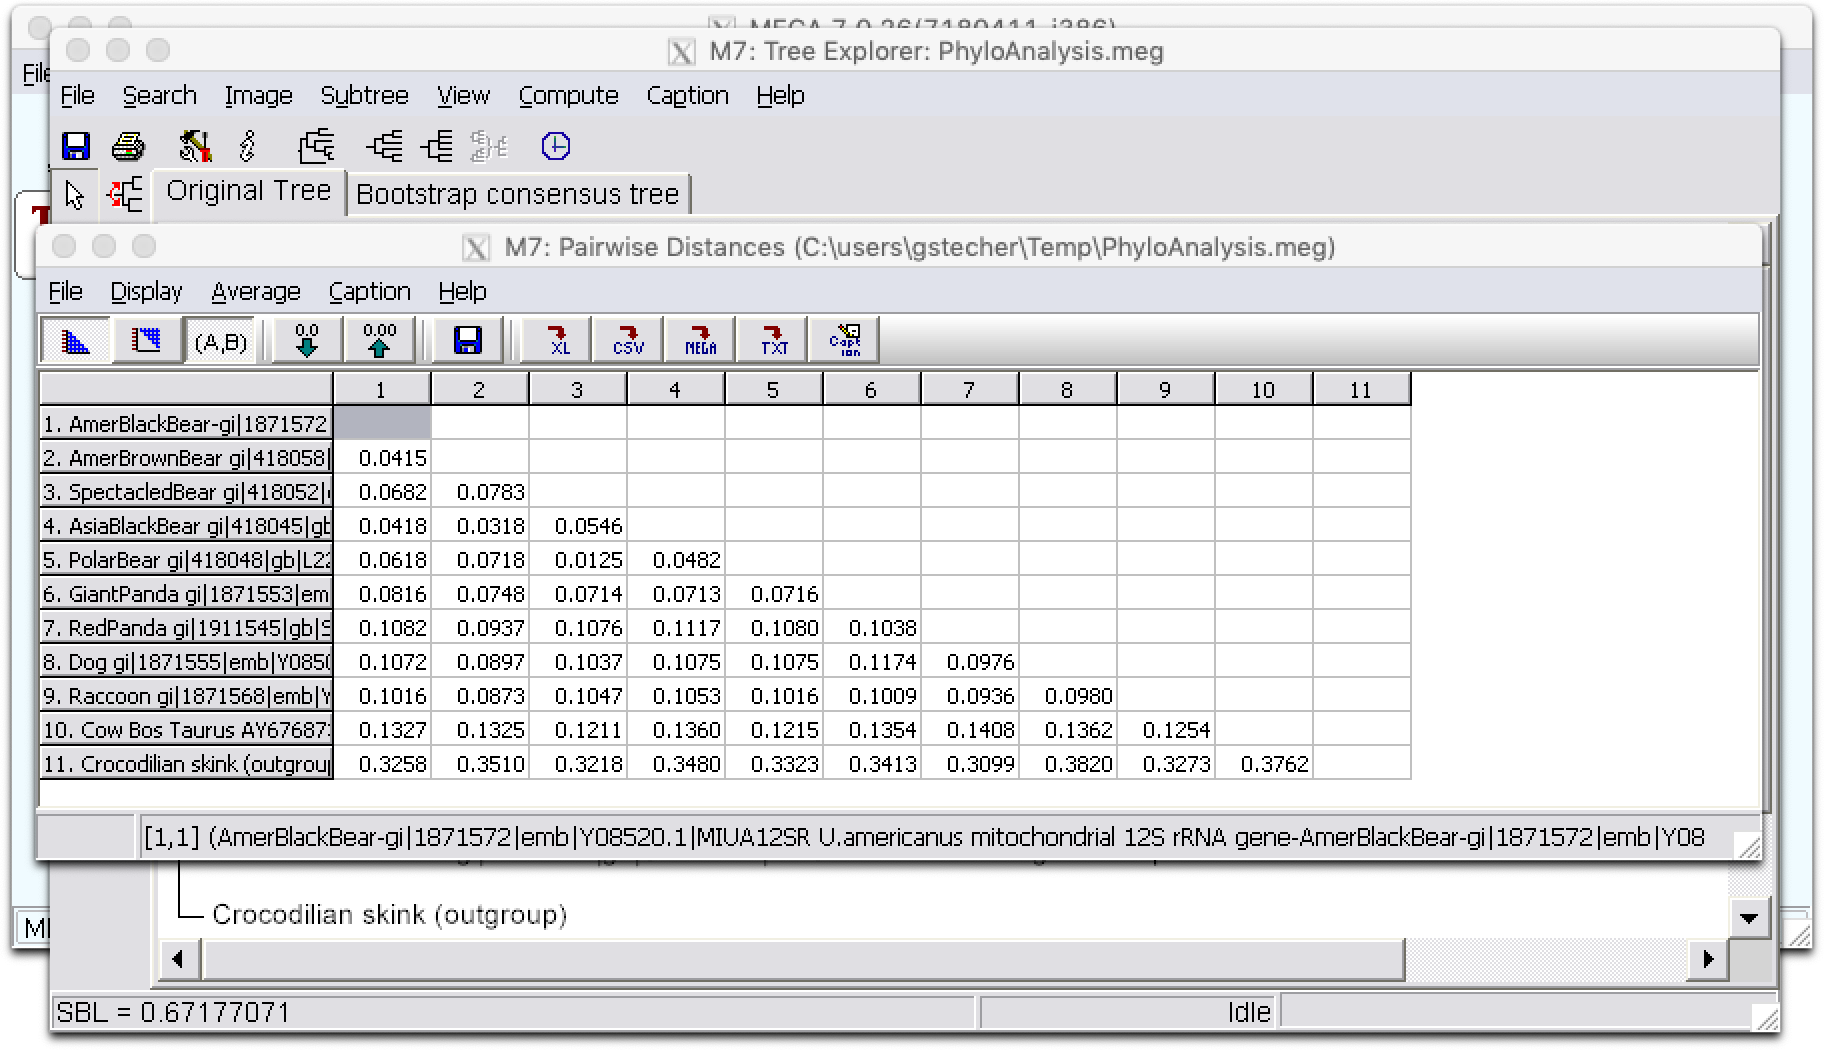 M7: Tree Explorer: PhyloAnalysis.meg
File Search Image Subtree View Compute Caption Help
Original Tree Bootstrap consensus tree
M7: Pairwise Distances (C:\users\gstecher\Temp\PhyloAnalysis.meg)
File Display Average Caption Help
(A,B) 0.0 0.00 XL CSV MEGA TXT Capt ion
1 2 3 4 5 6 7 8 9 10 11
1. AmerBlackBear-gi|1871572
2. AmerBrownBear gi|418058| 0.0415
3. SpectacledBear gi|418052| 0.0682 0.0783
4. AsiaBlackBear gi|418045|gb 0.0418 0.0318 0.0546
5. PolarBear gi|418048|gb|L22 0.0618 0.0718 0.0125 0.0482
6. GiantPanda gi|1871553|em 0.0816 0.0748 0.0714 0.0713 0.0716
7. RedPanda gi|1911545|gb|S 0.1082 0.0937 0.1076 0.1117 0.1080 0.1038
8. Dog gi|1871555|emb|Y085 0.1072 0.0897 0.1037 0.1075 0.1075 0.1174 0.0976
9. Raccoon gi|1871568|emb|Y 0.1016 0.0873 0.1047 0.1053 0.1016 0.1009 0.0936 0.0980
10. Cow Bos Taurus AY67687 0.1327 0.1325 0.1211 0.1360 0.1215 0.1354 0.1408 0.1362 0.1254
11. Crocodilian skink (outgrou 0.3258 0.3510 0.3218 0.3480 0.3323 0.3413 0.3099 0.3820 0.3273 0.3762
[1,1] (AmerBlackBear-gi|1871572|emb|Y08520.1|MIUA12SR U.americanus mitochondrial 12S rRNA gene-AmerBlackBear-gi|1871572|emb|Y08
Crocodilian skink (outgroup)
SBL = 0.67177071 Idle